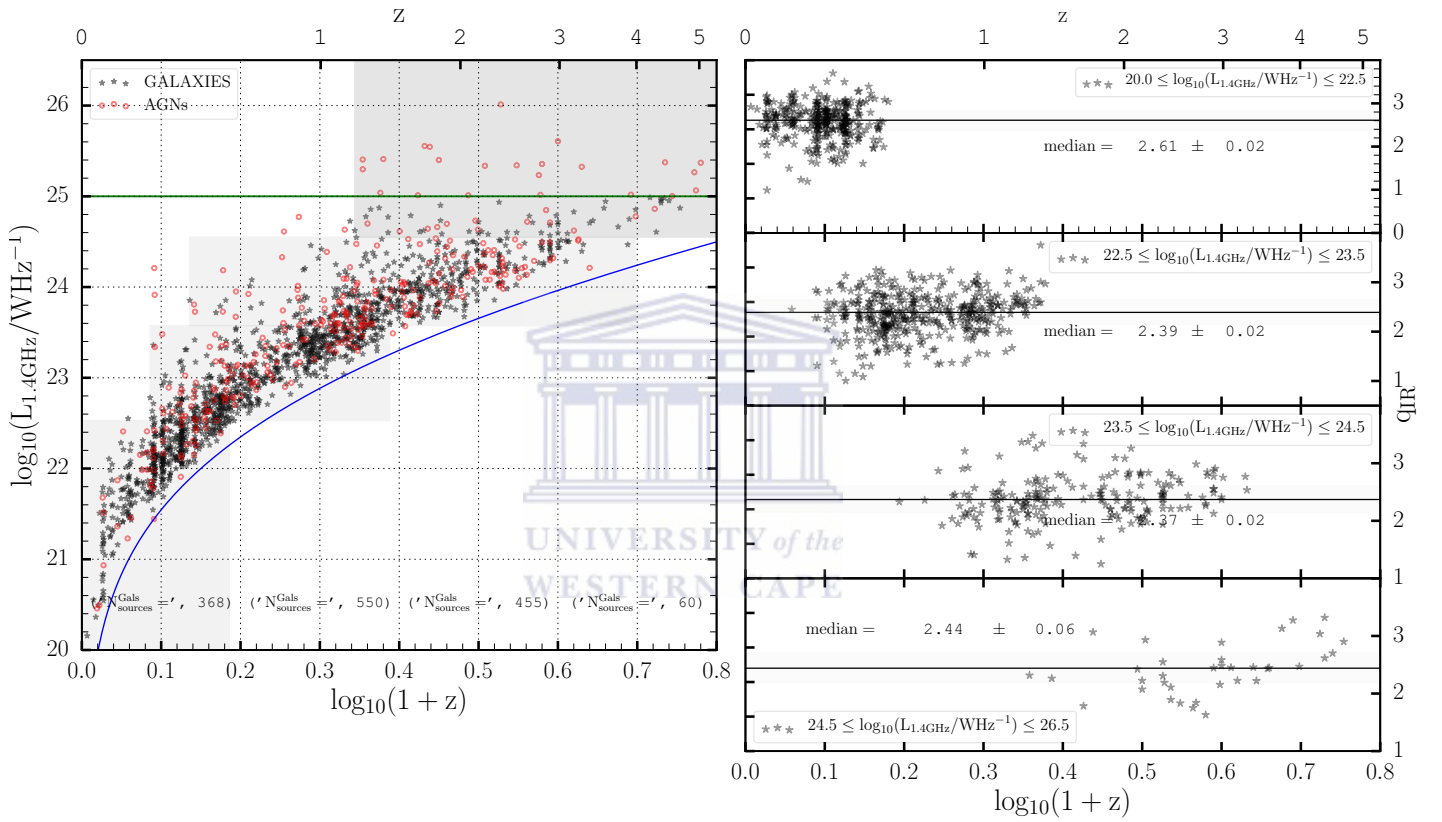 z
0 1 2 3 4 5
GALAXIES
AGNs
26
25
24
23
22
21
20
log₁₀(L₁.₄GHz/WHz⁻¹)
('N^Gals_sources =', 368) ('N^Gals_sources =', 550) ('N^Gals_sources =', 455) ('N^Gals_sources =', 60)
0.0 0.1 0.2 0.3 0.4 0.5 0.6 0.7 0.8
log₁₀(1 + z)
z
0 1 2 3 4 5
20.0 ≤ log₁₀(L₁.₄GHz/WHz⁻¹) ≤ 22.5
median = 2.61 ± 0.02
3
2
1
0
22.5 ≤ log₁₀(L₁.₄GHz/WHz⁻¹) ≤ 23.5
median = 2.39 ± 0.02
3
2
1
q_IR
23.5 ≤ log₁₀(L₁.₄GHz/WHz⁻¹) ≤ 24.5
median = 2.37 ± 0.02
3
2
1
median = 2.44 ± 0.06
24.5 ≤ log₁₀(L₁.₄GHz/WHz⁻¹) ≤ 26.5
3
2
1
0.0 0.1 0.2 0.3 0.4 0.5 0.6 0.7 0.8
log₁₀(1 + z)
UNIVERSITY of the
WESTERN CAPE